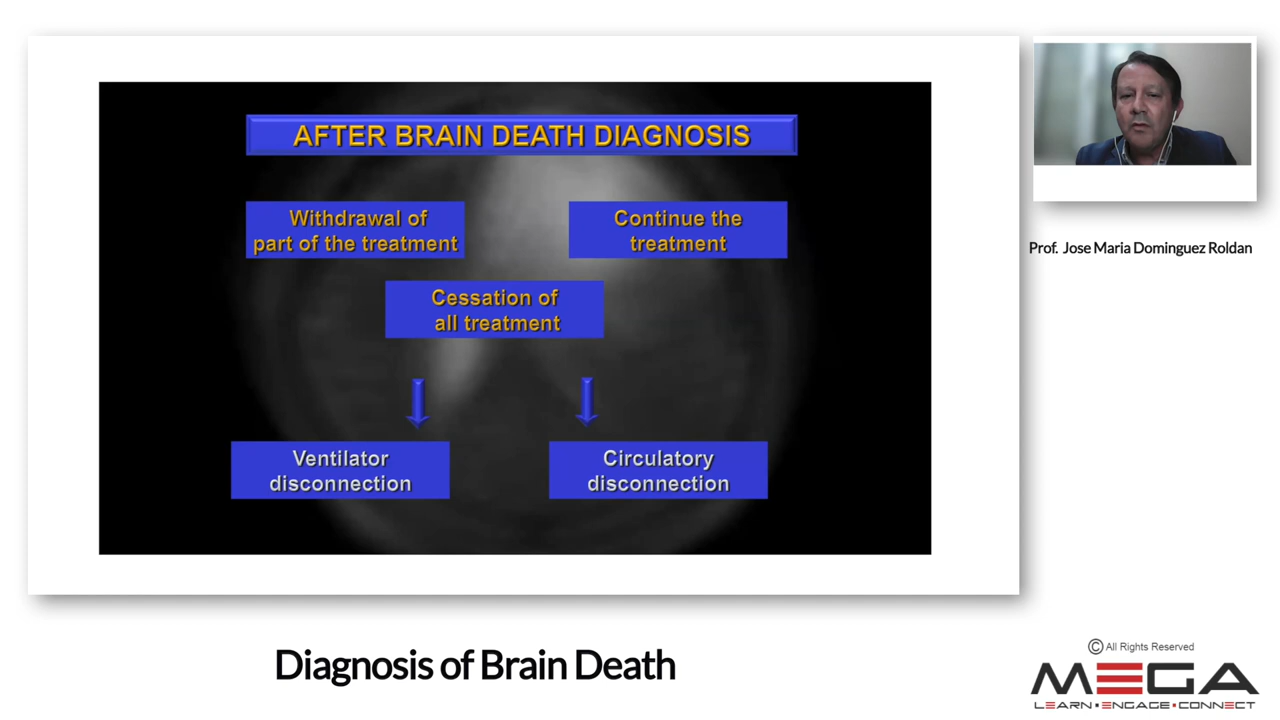 AFTER BRAIN DEATH DIAGNOSIS
Withdrawal of
part of the treatment
Continue the
treatment
Cessation of
all treatment
Ventilator
disconnection
Circulatory
disconnection
Prof. Jose Maria Dominguez Roldan
Diagnosis of Brain Death
© All Rights Reserved
MEGA
LEARN • ENGAGE • CONNECT